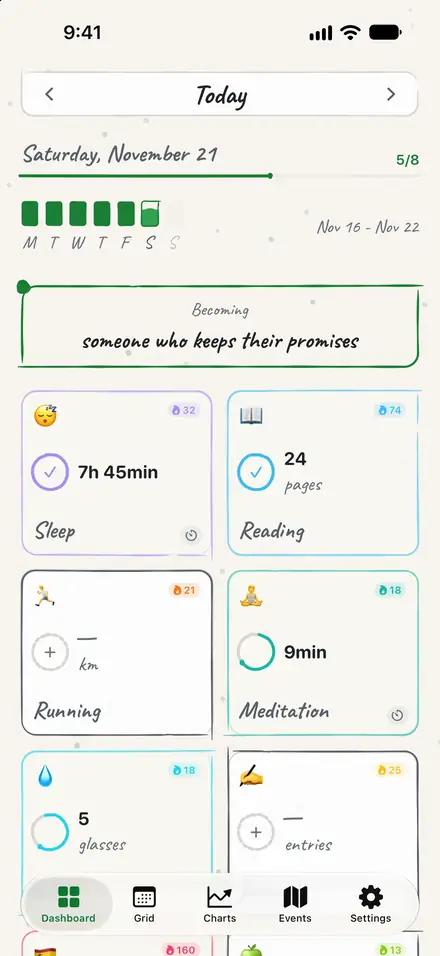 9:41
Today
Saturday, November 21
5/8
M T W T F S S
Nov 16 - Nov 22
Becoming
someone who keeps their promises
32
7h 45min
Sleep
74
24
pages
Reading
21
—
km
Running
18
9min
Meditation
18
5
glasses
25
—
entries
Dashboard
Grid
Charts
Events
Settings
160
13